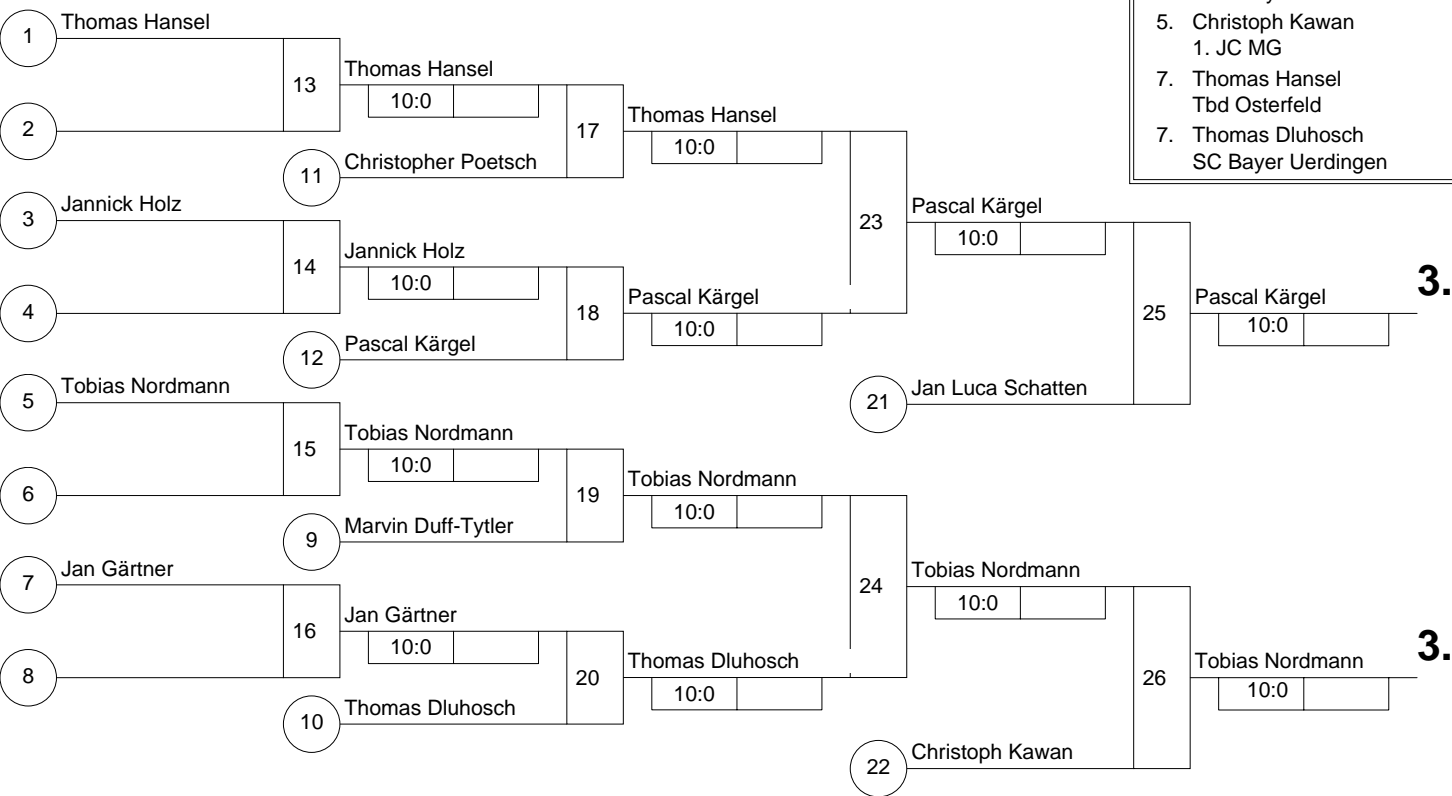 1 Thomas Hansel
13 Thomas Hansel
10:0
2
17 Thomas Hansel
10:0
11 Christopher Poetsch
3 Jannick Holz
23 Pascal Kärgel
10:0
14 Jannick Holz
10:0
4
18 Pascal Kärgel
10:0
12 Pascal Kärgel
25 Pascal Kärgel 3.
10:0
21 Jan Luca Schatten
5 Tobias Nordmann
15 Tobias Nordmann
10:0
6
19 Tobias Nordmann
10:0
9 Marvin Duff-Tytler
7 Jan Gärtner
24 Tobias Nordmann
10:0
16 Jan Gärtner
10:0
8
20 Thomas Dluhosch
10:0
10 Thomas Dluhosch
26 Tobias Nordmann 3.
10:0
22 Christoph Kawan
5. Christoph Kawan
1. JC MG
7. Thomas Hansel
Tbd Osterfeld
7. Thomas Dluhosch
SC Bayer Uerdingen